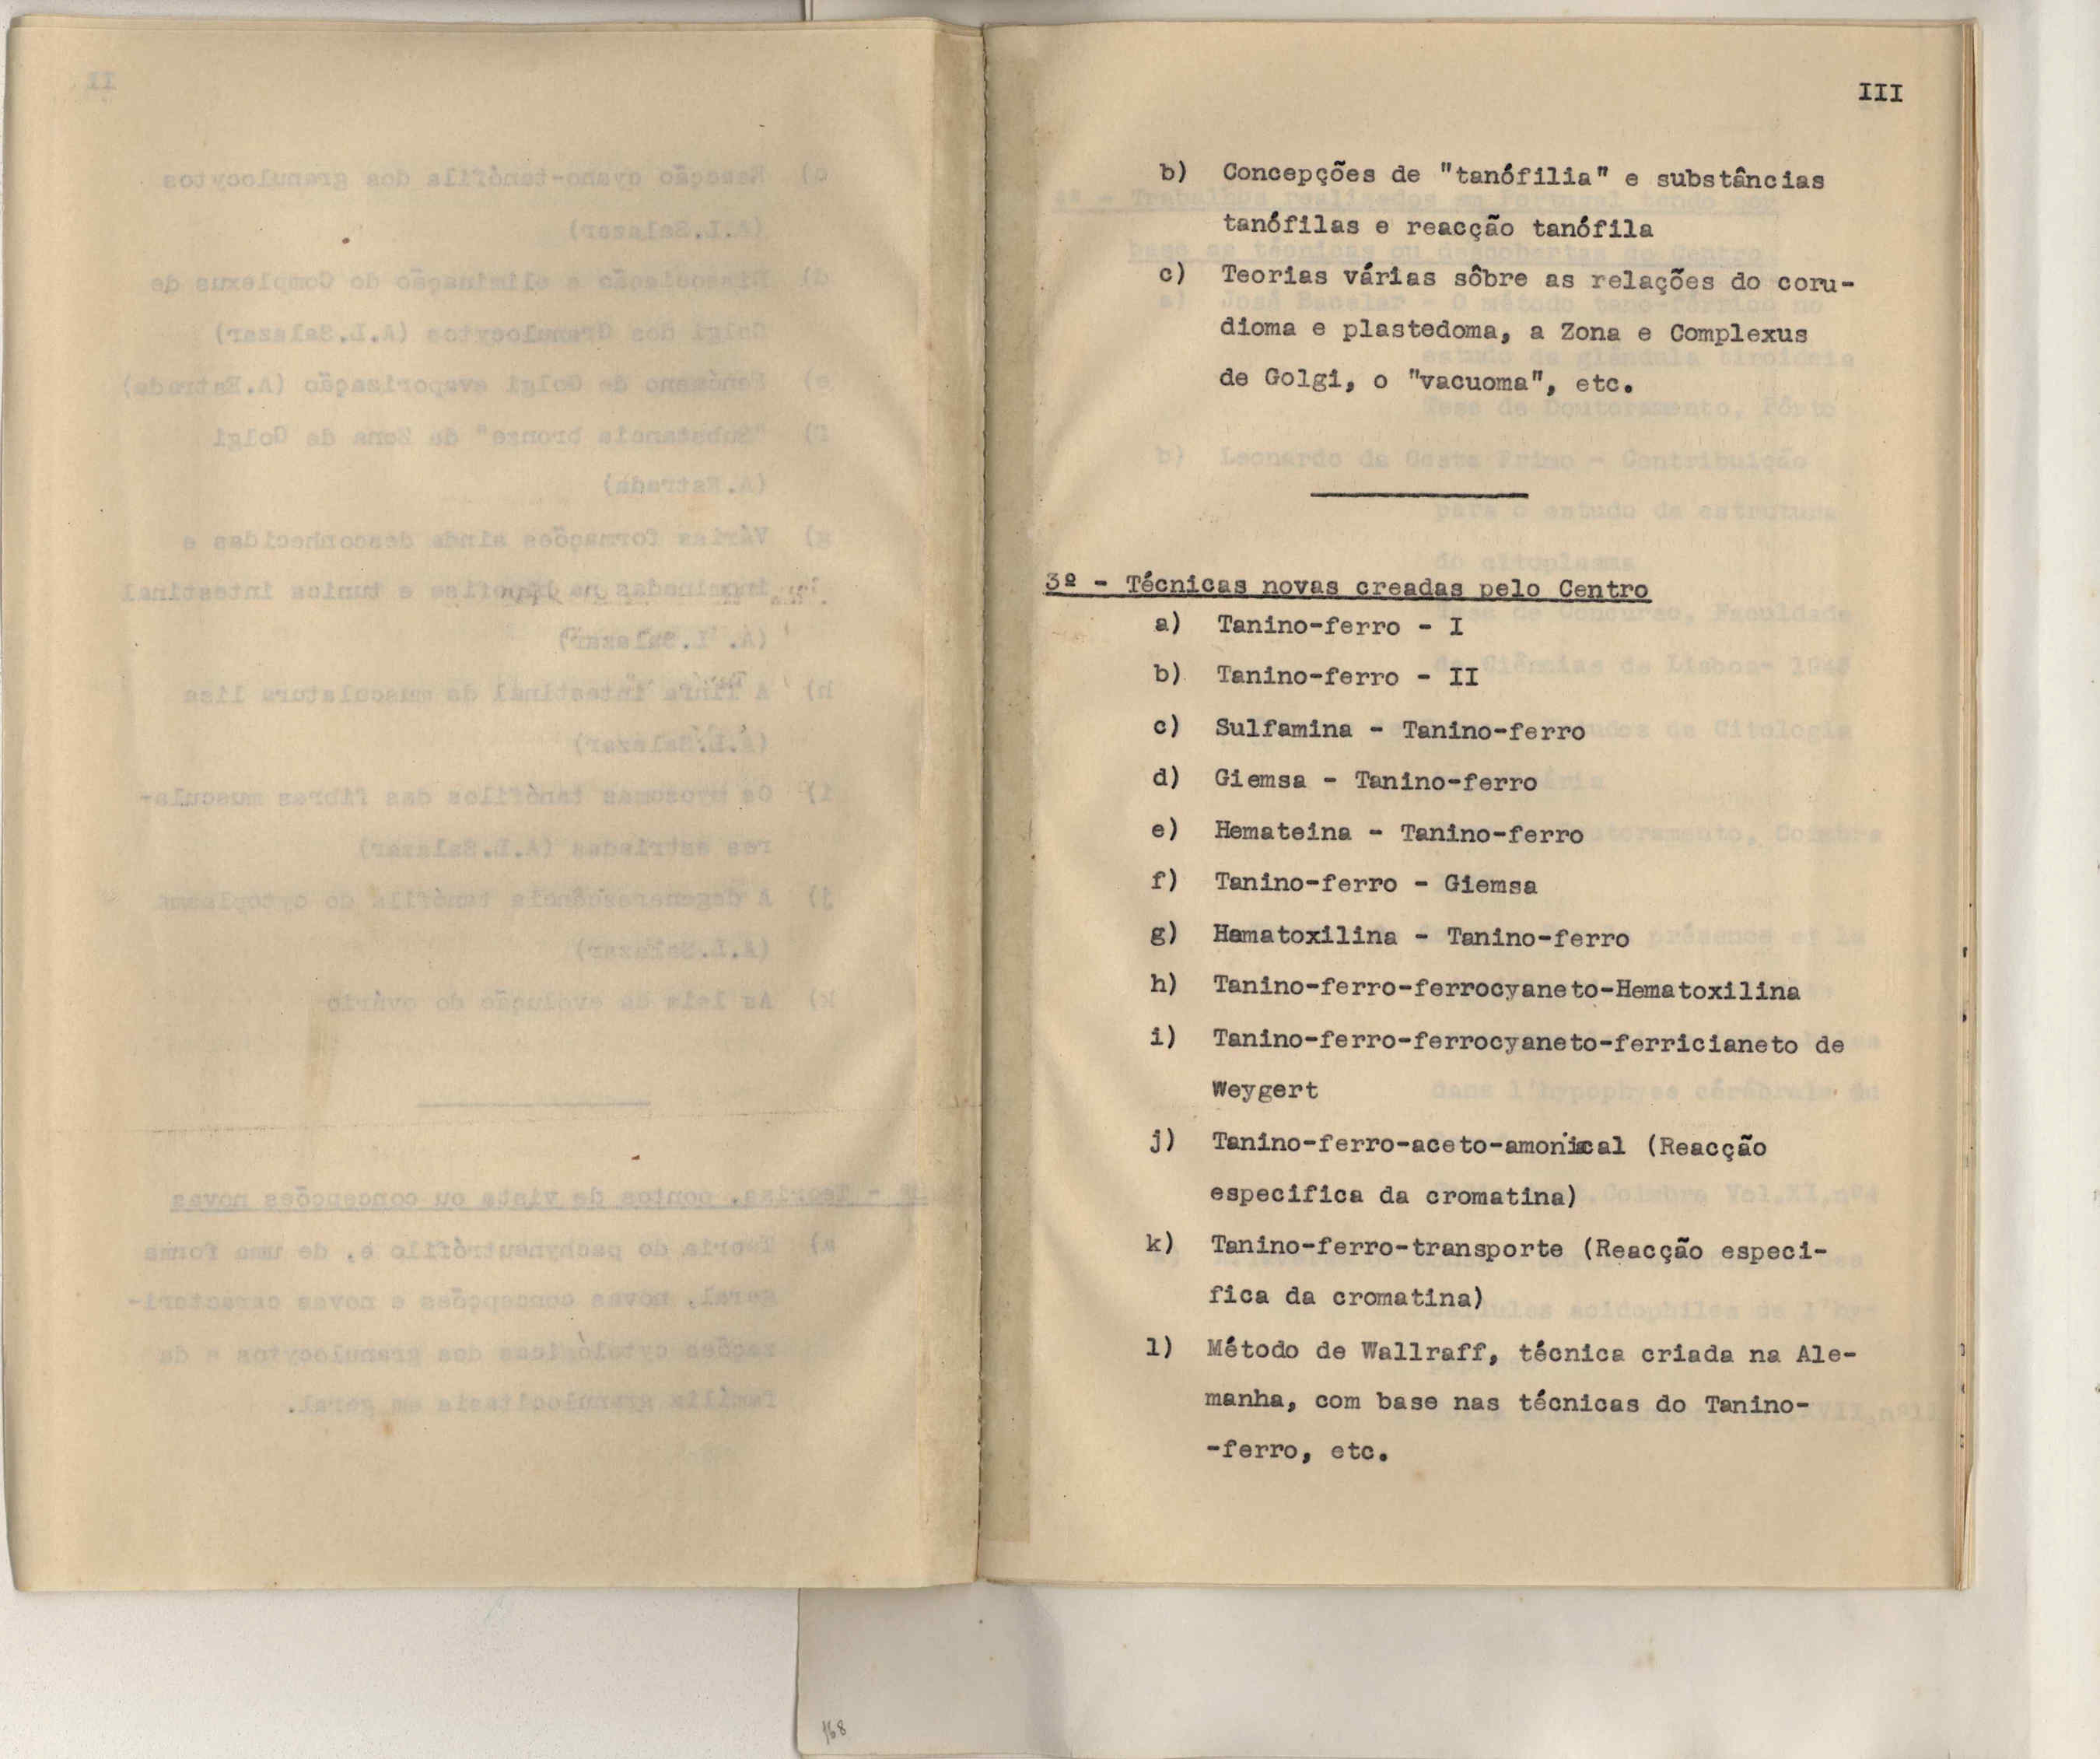 III
b) Concepções de "tanófilia" e substâncias
tanófilas e reacção tanófila
c) Teorias várias sôbre as relações do coru-
dioma e plastedoma, a Zona e Complexus
de Golgi, o "vacuoma", etc.
3º - Técnicas novas creadas pelo Centro
a) Tanino-ferro - I
b) Tanino-ferro - II
c) Sulfamina - Tanino-ferro
d) Giemsa - Tanino-ferro
e) Hemateina - Tanino-ferro
f) Tanino-ferro - Giemsa
g) Hematoxilina - Tanino-ferro
h) Tanino-ferro-ferrocyaneto-Hematoxilina
i) Tanino-ferro-ferrocyaneto-ferricianeto de
Weygert
j) Tanino-ferro-aceto-amoniacal (Reacção
especifica da cromatina)
k) Tanino-ferro-transporte (Reacção especi-
fica da cromatina)
l) Método de Wallraff, técnica criada na Ale-
manha, com base nas técnicas do Tanino-
-ferro, etc.
168